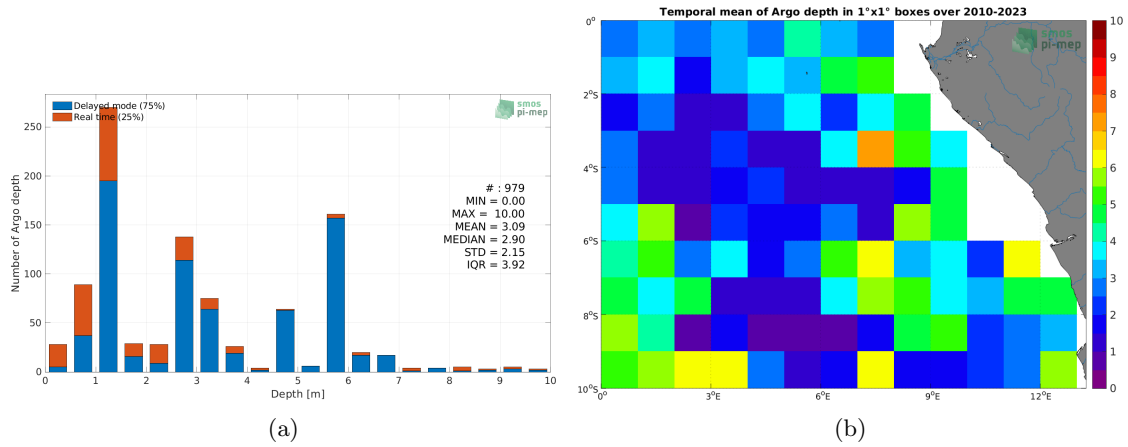 Temporal mean of Argo depth in 1°x1° boxes over 2010-2023
Delayed mode (75%)
Real time (25%)
smos
pi-mep
# : 979
MIN = 0.00
MAX = 10.00
MEAN = 3.09
MEDIAN = 2.90
STD = 2.15
IQR = 3.92
Number of Argo depth
250
200
150
100
50
0
0 1 2 3 4 5 6 7 8 9 10
Depth [m]
(a)
smos
pi-mep
0°
2°S
4°S
6°S
8°S
10°S
0° 3°E 6°E 9°E 12°E
10
9
8
7
6
5
4
3
2
1
0
(b)